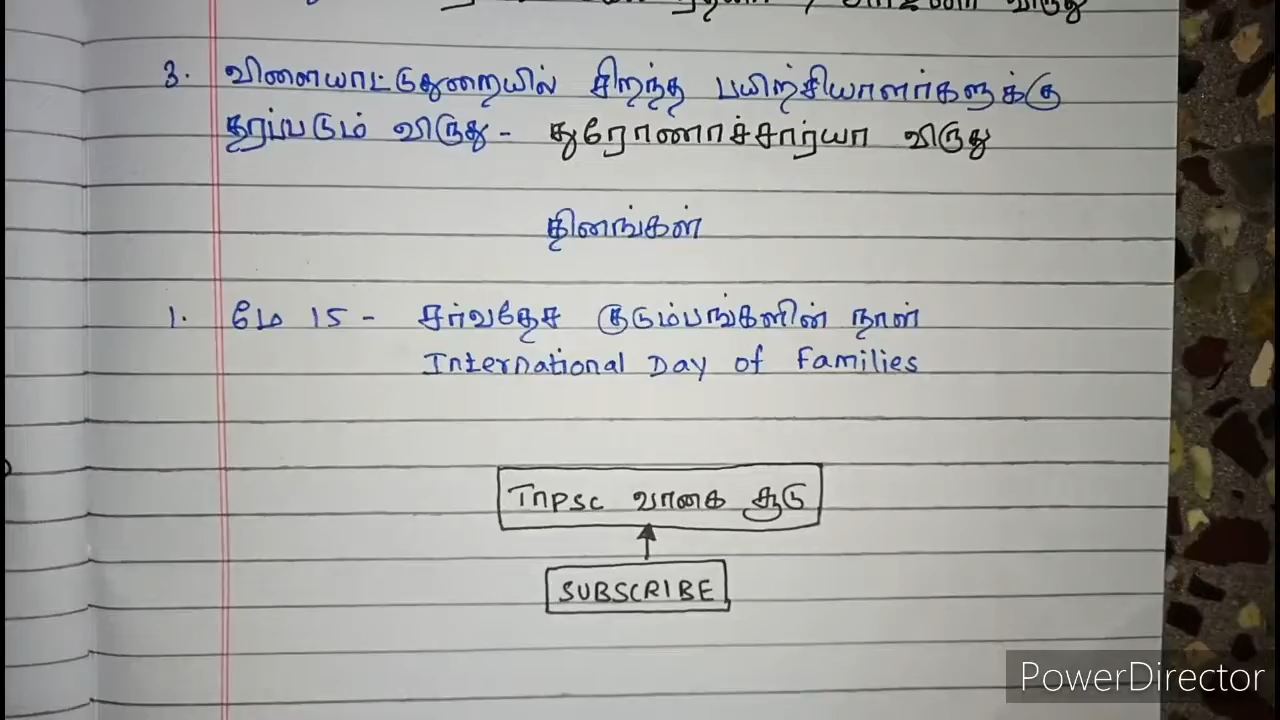 விருது
3. விளையாட்டுதுறையில் சிறந்த பயிற்சியாளர்களுக்கு
தரப்படும் விருது - துரோணாச்சார்யா விருது
தினங்கள்
1. மே 15 - சர்வதேச குடும்பங்களின் நாள்
International Day of Families
TNPSC வாகை சூடு
SUBSCRIBE
PowerDirector